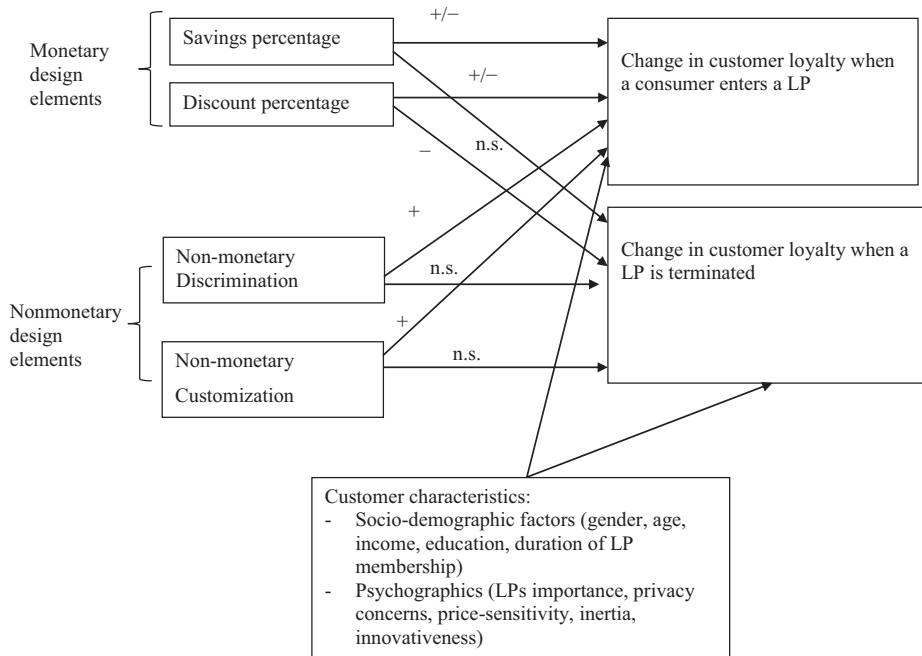 Monetary
design
elements
Savings percentage
Discount percentage
+/−
+/−
n.s.
−
Change in customer loyalty when
a consumer enters a LP
Nonmonetary
design
elements
Non-monetary
Discrimination
+
n.s.
Non-monetary
Customization
+
n.s.
Change in customer loyalty when a
LP is terminated
Customer characteristics:
- Socio-demographic factors (gender, age,
income, education, duration of LP
membership)
- Psychographics (LPs importance, privacy
concerns, price-sensitivity, inertia,
innovativeness)